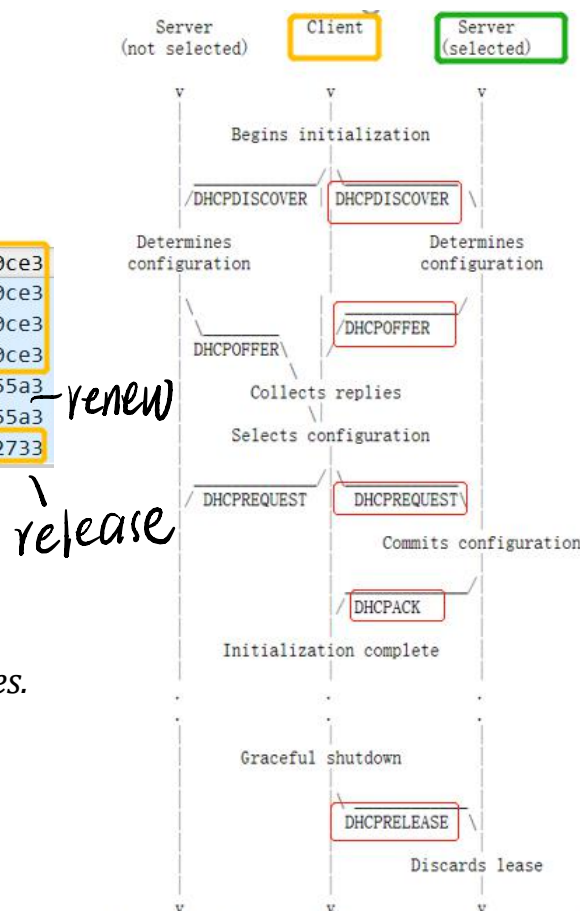 Server Client Server
(not selected) (selected)
v v v
Begins initialization
DHCPDISCOVER DHCPDISCOVER
Determines Determines
configuration configuration
0ce3
0ce3
0ce3
0ce3
DHCPOFFER
DHCPOFFER
Collects replies
55a3 -renew
55a3
2733
Selects configuration
release
DHCPREQUEST DHCPREQUEST
Commits configuration
DHCPACK
Initialization complete
es.
. . .
. . .
Graceful shutdown
DHCPRELEASE
Discards lease
v v v